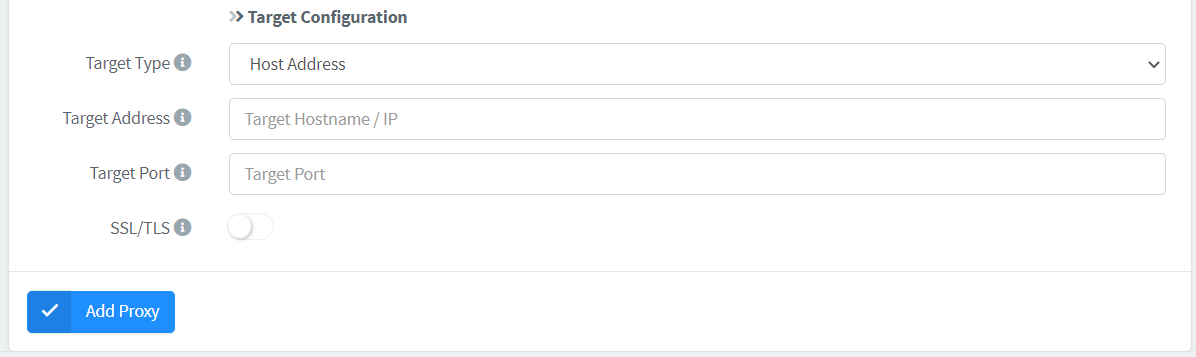 Target Configuration
Target Type
Host Address
Target Address
Target Hostname / IP
Target Port
Target Port
SSL/TLS
Add Proxy